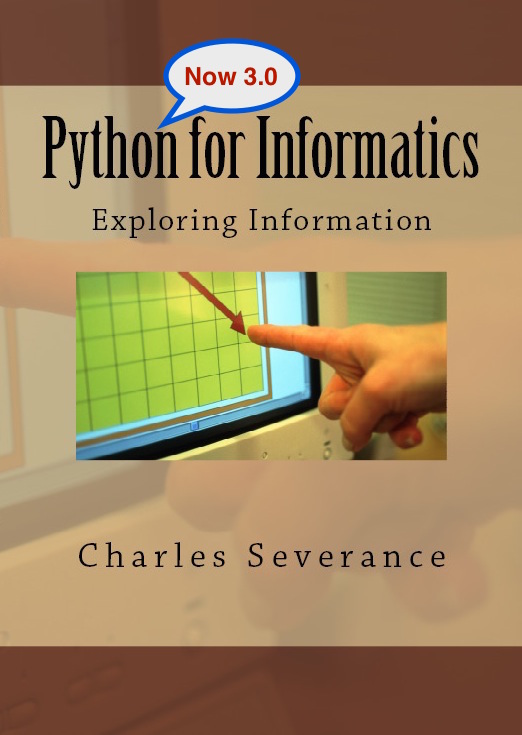 Now 3.0
Python for Informatics
Exploring Information
Charles Severance